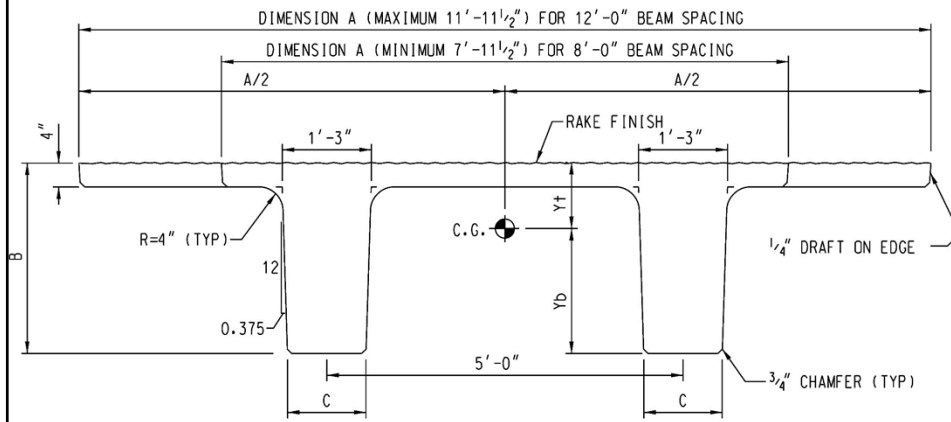 DIMENSION A (MAXIMUM 11'-11½") FOR 12'-0" BEAM SPACING
DIMENSION A (MINIMUM 7'-11½") FOR 8'-0" BEAM SPACING
A/2
A/2
4"
1'-3"
RAKE FINISH
1'-3"
R=4" (TYP)
C.G.
Yt
¼" DRAFT ON EDGE
B
12
Yb
0.375
5'-0"
¾" CHAMFER (TYP)
C
C